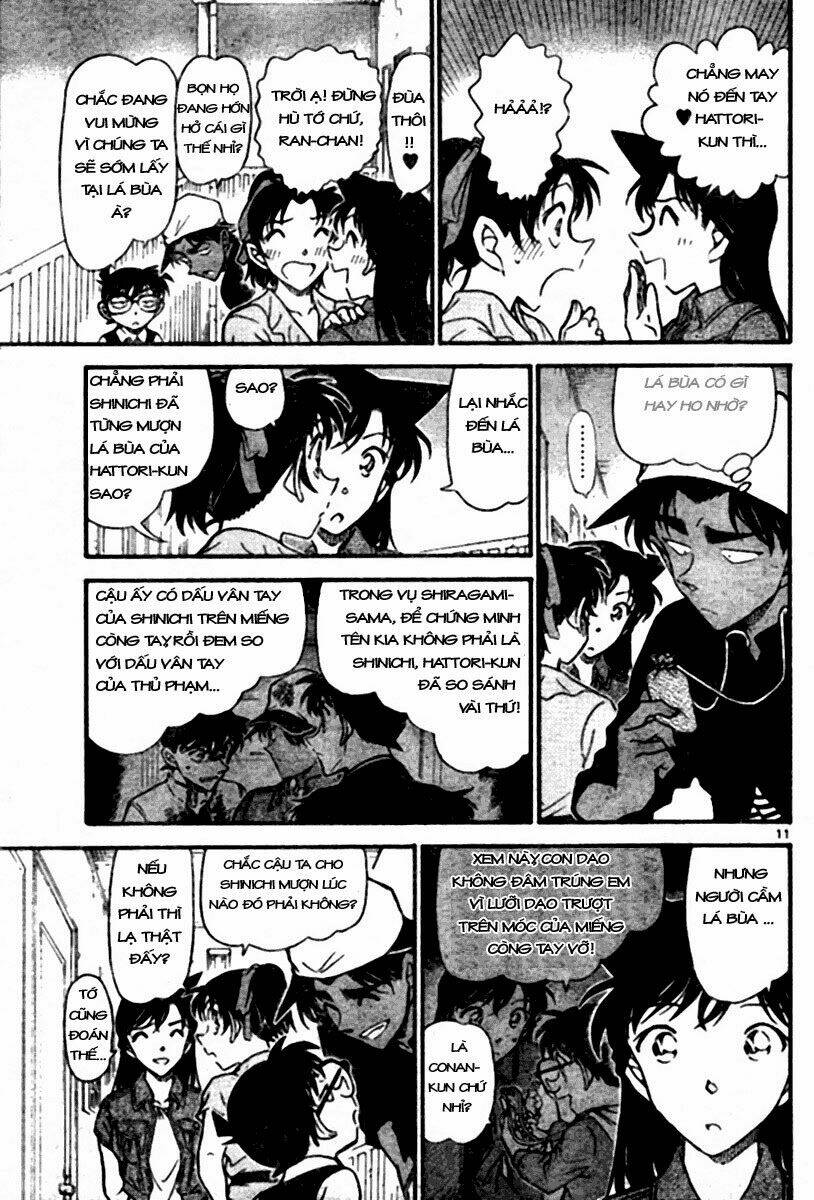 CHẲNG MAY
NÓ ĐẾN TAY
♥ HATTORI-
KUN THÌ...
HẢẢẢ!?
ĐÙA
THÔI
!!
♥
TRỜI Ạ! ĐỪNG
HÙ TỚ CHỨ,
RAN-CHAN!
BỌN HỌ
ĐANG HỚN
HỞ CÁI GÌ
THẾ NHỈ?
CHẮC ĐANG
VUI MỪNG
VÌ CHÚNG TA
SẼ SỚM LẤY
TẠI LÁ BÙA
À?
LÁ BÙA CÓ GÌ
HAY HO NHỜ?
.......
LẠI NHẮC
ĐẾN LÁ
BÙA...
SAO?
CHẲNG PHẢI
SHINICHI ĐÃ
TỪNG MƯỢN
LÁ BÙA CỦA
HATTORI-KUN
SAO?
TRONG VỤ SHIRAGAMI-
SAMA, ĐỂ CHỨNG MINH
TÊN KIA KHÔNG PHẢI LÀ
SHINICHI, HATTORI-KUN
ĐÃ SO SÁNH
VÀI THỨ!
CẬU ẤY CÓ DẤU VÂN TAY
CỦA SHINICHI TRÊN MIẾNG
CÒNG TAY, RỒI ĐEM SO
VỚI DẤU VÂN TAY
CỦA THỦ PHẠM...
11
NHƯNG
NGƯỜI CẦM
LÁ BÙA ...
XEM NÀY, CON DAO
KHÔNG ĐÂM TRÚNG EM
VÌ LƯỠI DAO TRƯỢT
TRÊN MÓC CỦA MIẾNG
CÒNG TAY VỠ!
LÀ
CONAN-
KUN CHỨ
NHỈ?
CHẮC CẬU TA CHO
SHINICHI MƯỢN LÚC
NÀO ĐÓ PHẢI KHÔNG?
NẾU
KHÔNG
PHẢI THÌ
LẠ THẬT
ĐẤY?
TỚ
CŨNG
ĐOÁN
THẾ...